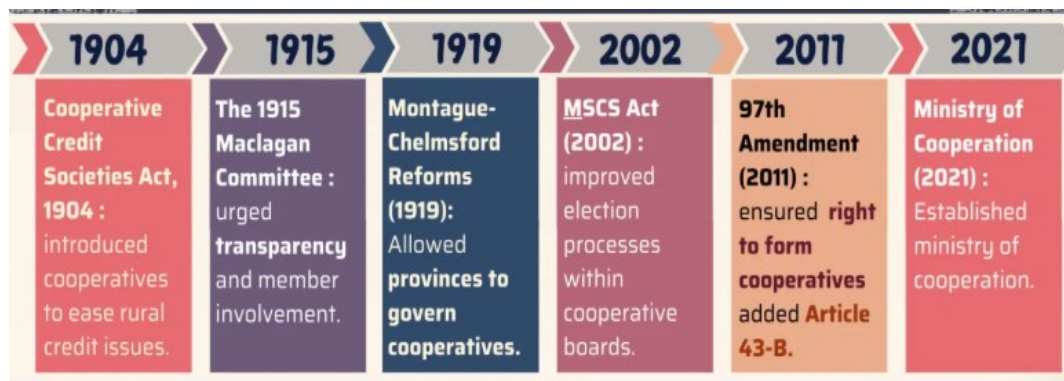 1904
Cooperative
Credit
Societies Act,
1904 :
introduced
cooperatives
to ease rural
credit issues.
1915
The 1915
Maclagan
Committee :
urged
transparency
and member
involvement.
1919
Montague-
Chelmsford
Reforms
(1919):
Allowed
provinces to
govern
cooperatives.
2002
MSCS Act
(2002) :
improved
election
processes
within
cooperative
boards.
2011
97th
Amendment
(2011) :
ensured right
to form
cooperatives
added Article
43-B.
2021
Ministry of
Cooperation
(2021) :
Established
ministry of
cooperation.